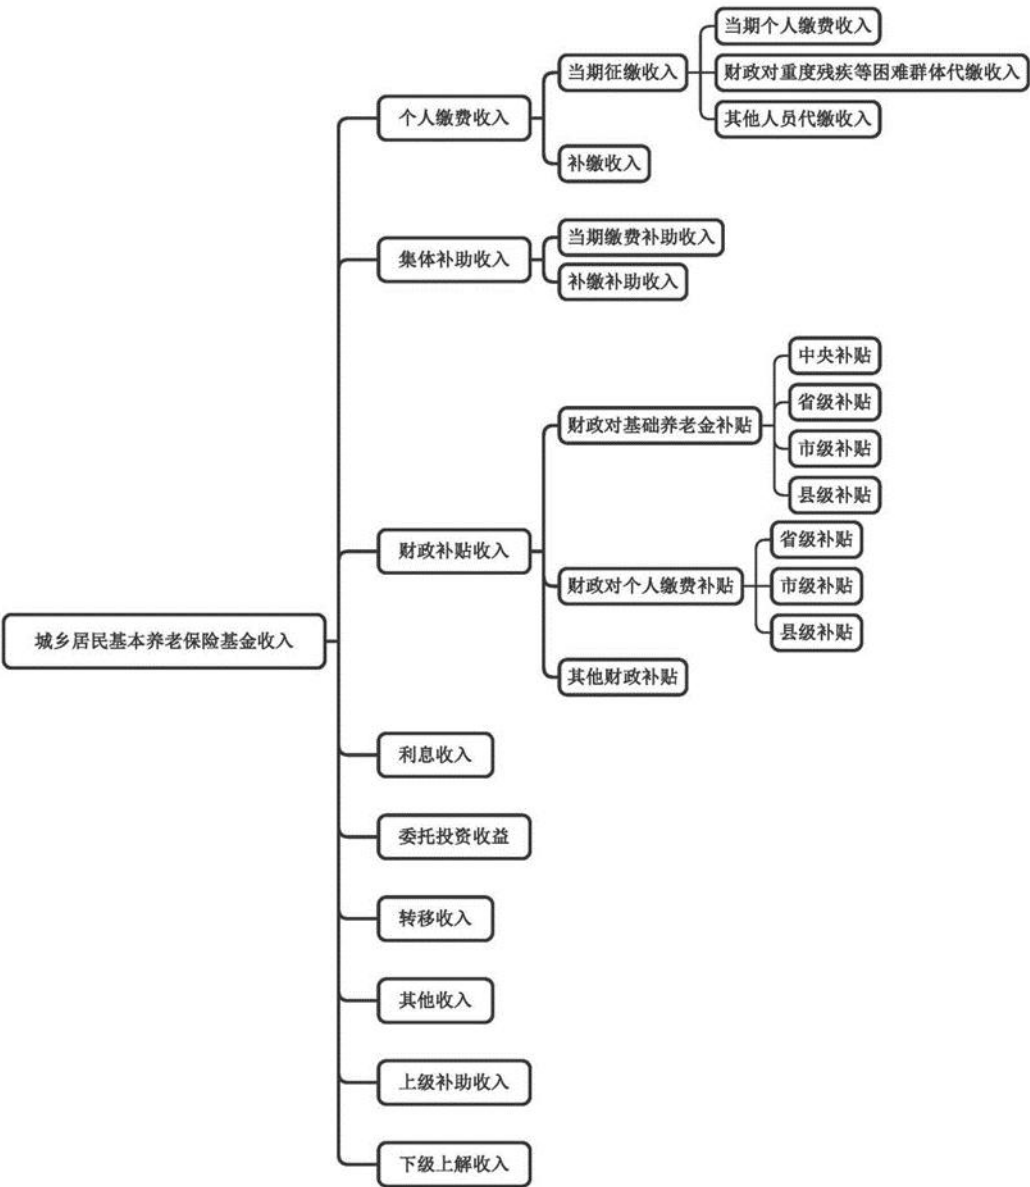 城乡居民基本养老保险基金收入
个人缴费收入
当期征缴收入
当期个人缴费收入
财政对重度残疾等困难群体代缴收入
其他人员代缴收入
补缴收入
集体补助收入
当期缴费补助收入
补缴补助收入
财政补贴收入
财政对基础养老金补贴
中央补贴
省级补贴
市级补贴
县级补贴
财政对个人缴费补贴
省级补贴
市级补贴
县级补贴
其他财政补贴
利息收入
委托投资收益
转移收入
其他收入
上级补助收入
下级上解收入